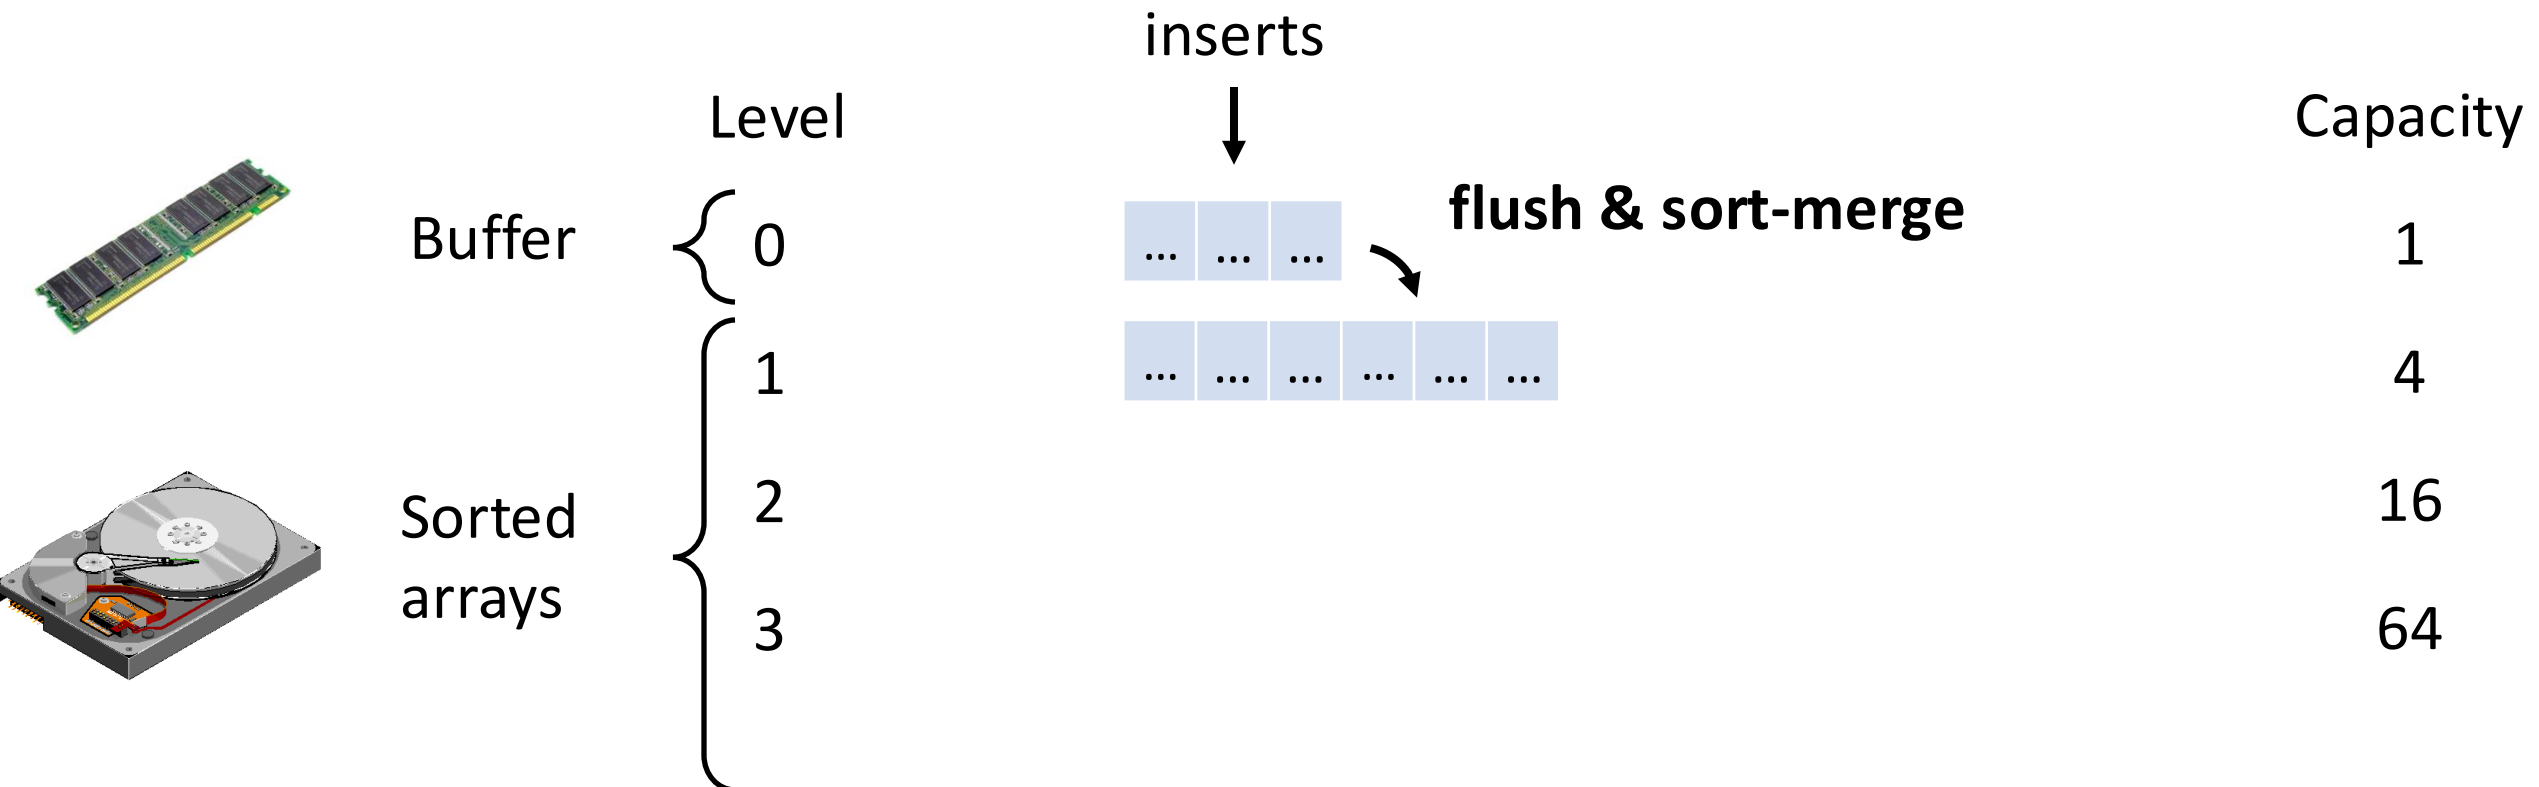 inserts
Level
Capacity
Buffer
0
... ... ...
flush & sort-merge
1
1
... ... ... ... ... ...
4
Sorted
arrays
2
16
3
64